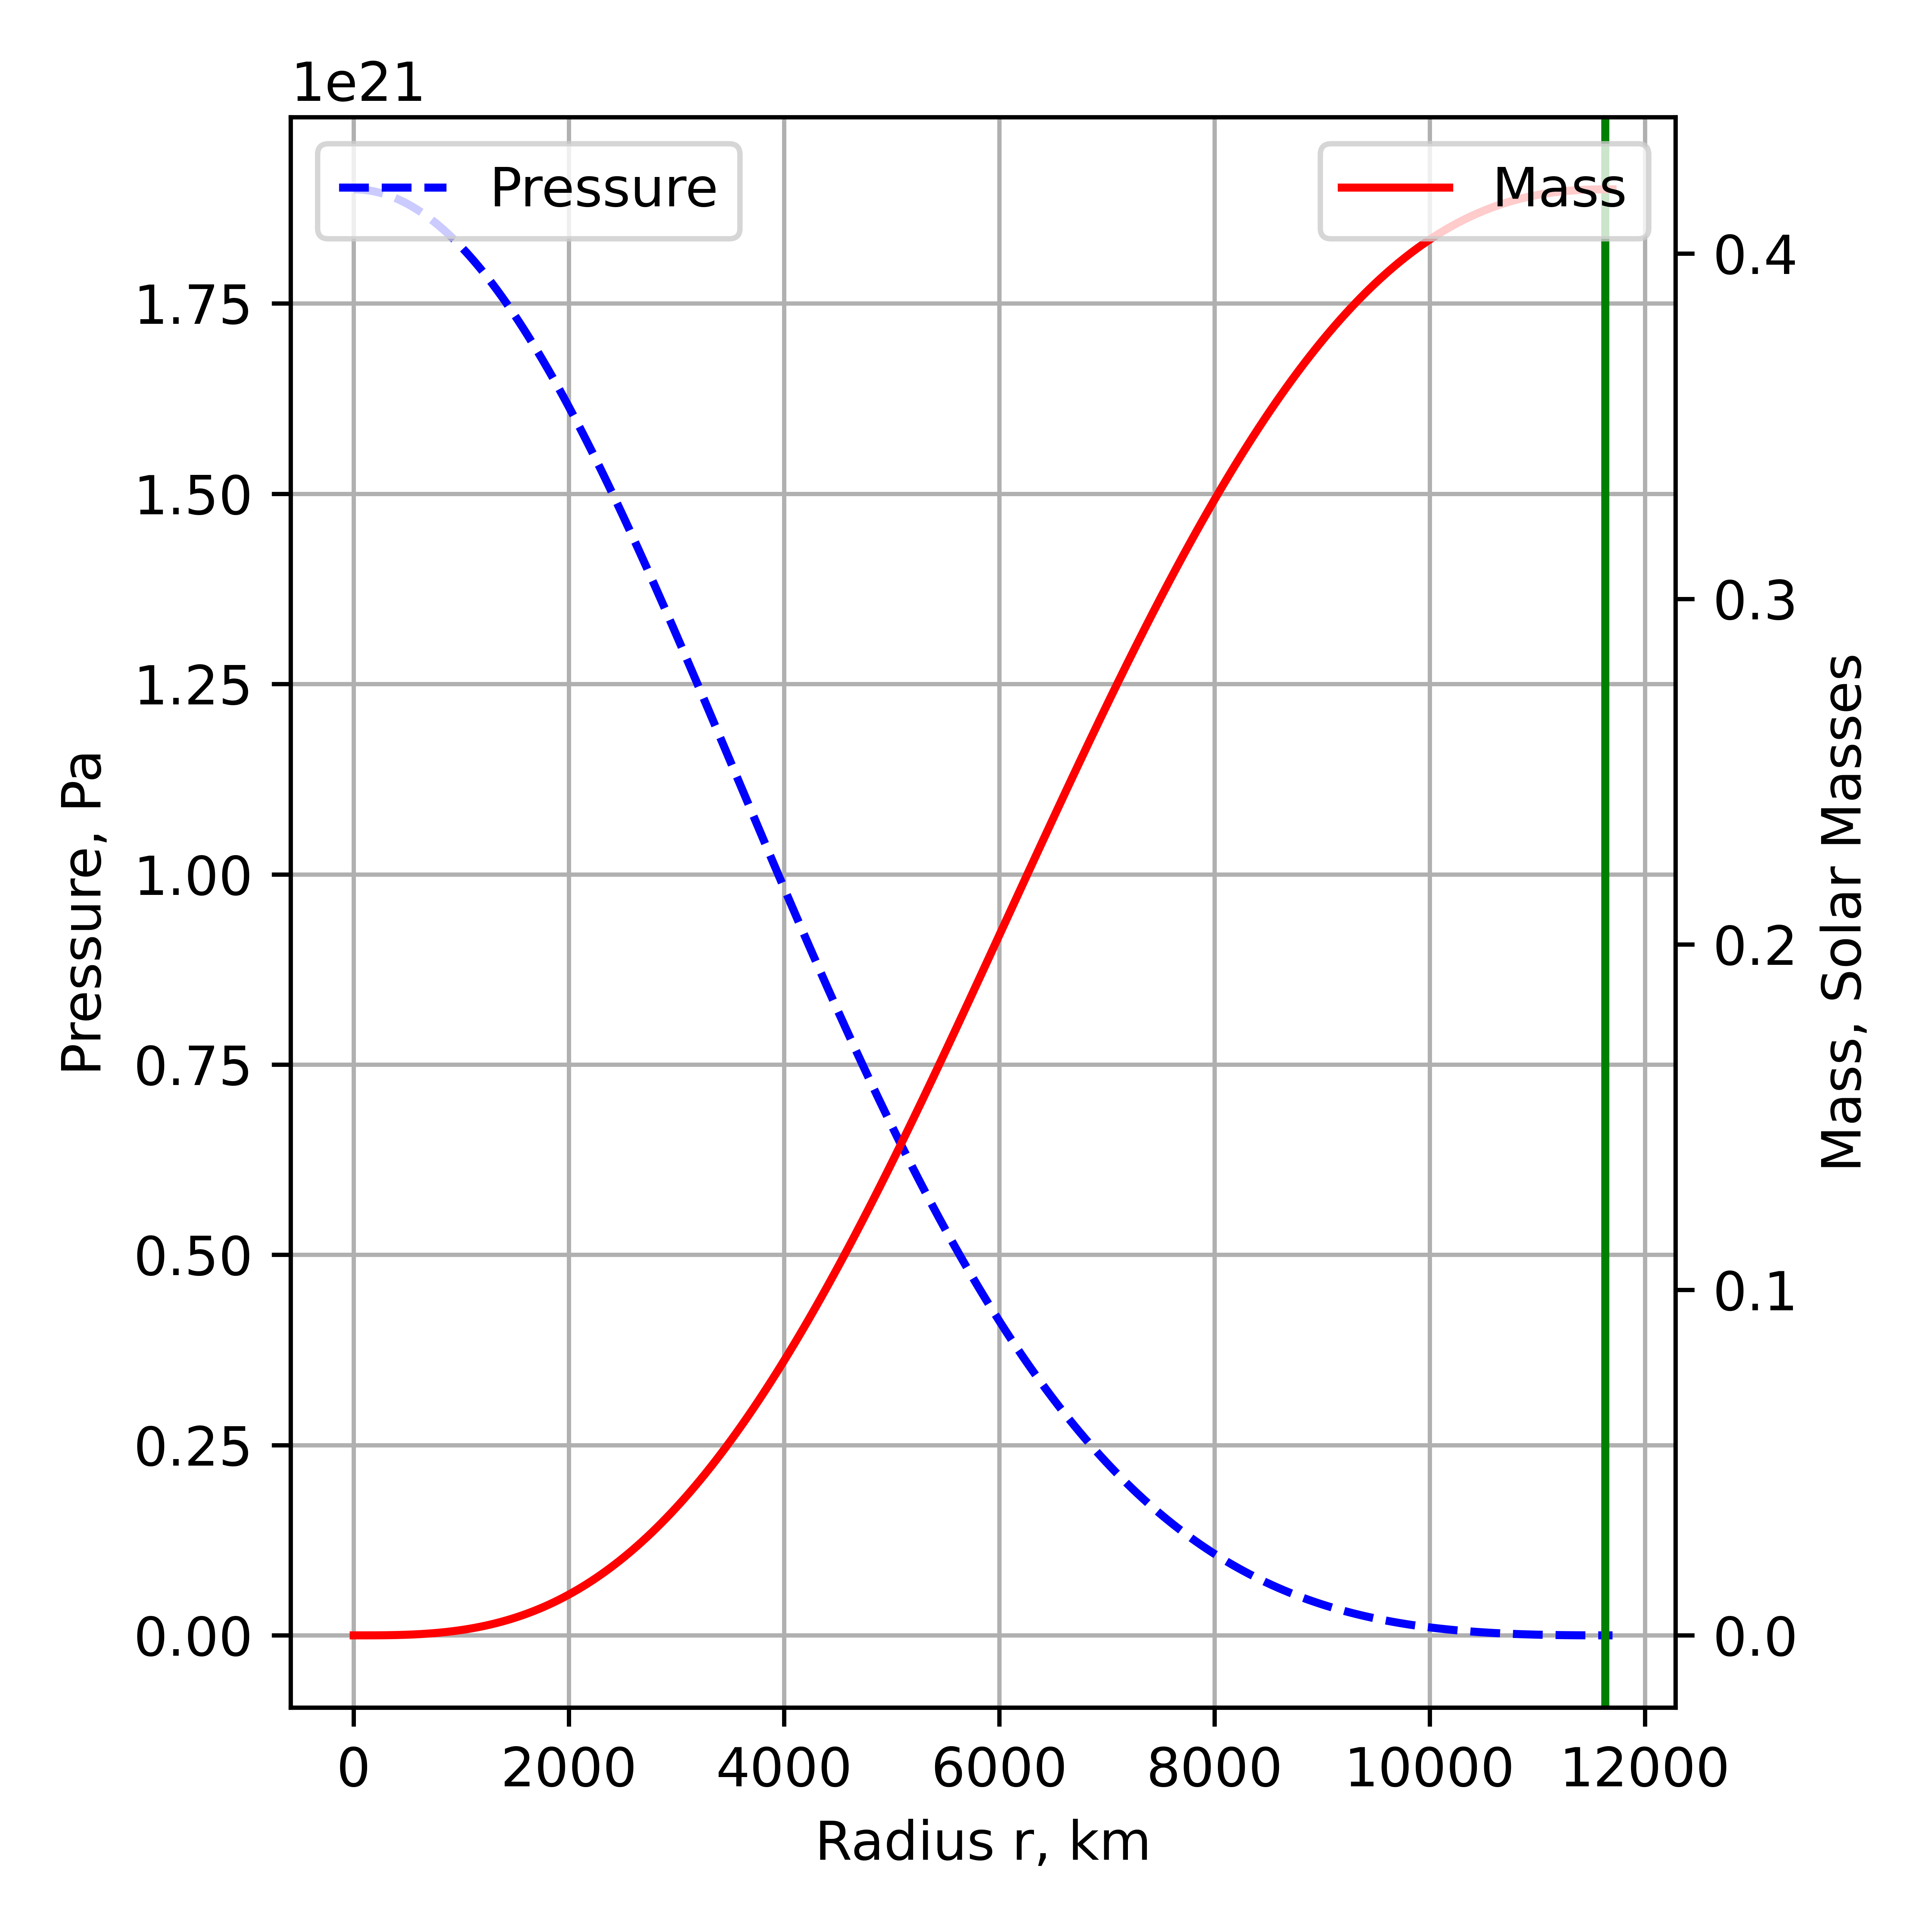 1e21
Pressure
Mass
1.75
1.50
1.25
1.00
0.75
0.50
0.25
0.00
Pressure, Pa
0.4
0.3
0.2
0.1
0.0
Mass, Solar Masses
0 2000 4000 6000 8000 10000 12000
Radius r, km